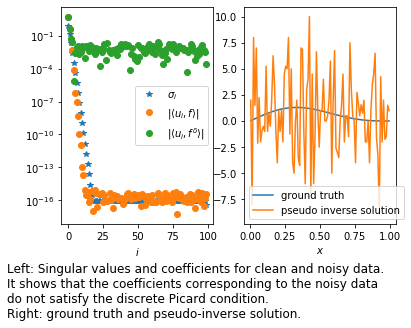 10⁻¹
10⁻⁴
10⁻⁷
10⁻¹⁰
10⁻¹³
10⁻¹⁶
0 25 50 75 100
i
σᵢ
|⟨uᵢ, f⟩|
|⟨uᵢ, f^δ⟩|
10.0
7.5
5.0
2.5
0.0
−2.5
−5.0
−7.5
0.00 0.25 0.50 0.75 1.00
x
ground truth
pseudo inverse solution
Left: Singular values and coefficients for clean and noisy data.
It shows that the coefficients corresponding to the noisy data
do not satisfy the discrete Picard condition.
Right: ground truth and pseudo-inverse solution.